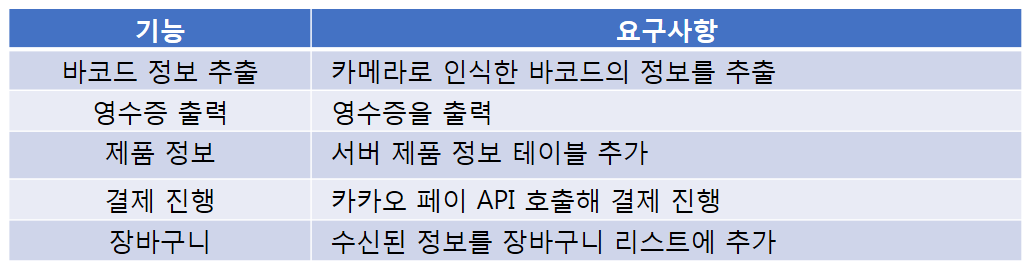 기능 요구사항
바코드 정보 추출 카메라로 인식한 바코드의 정보를 추출
영수증 출력 영수증을 출력
제품 정보 서버 제품 정보 테이블 추가
결제 진행 카카오 페이 API 호출해 결제 진행
장바구니 수신된 정보를 장바구니 리스트에 추가